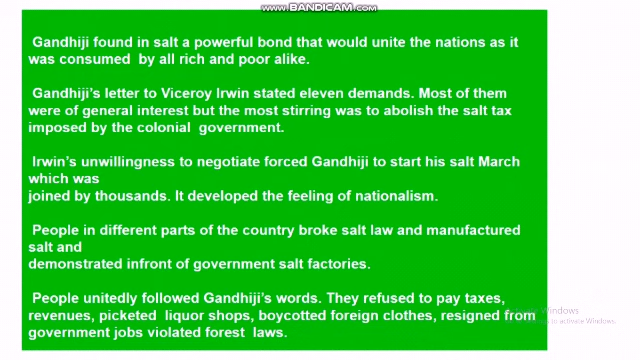 www.BANDICAM.com
Gandhiji found in salt a powerful bond that would unite the nations as it
was consumed by all rich and poor alike.
Gandhiji's letter to Viceroy Irwin stated eleven demands. Most of them
were of general interest but the most stirring was to abolish the salt tax
imposed by the colonial government.
Irwin's unwillingness to negotiate forced Gandhiji to start his salt March
which was
joined by thousands. It developed the feeling of nationalism.
People in different parts of the country broke salt law and manufactured
salt and
demonstrated infront of government salt factories.
People unitedly followed Gandhiji's words. They refused to pay taxes,
revenues, picketed liquor shops, boycotted foreign clothes, resigned from
government jobs violated forest laws.
Windows
to activate Windows.